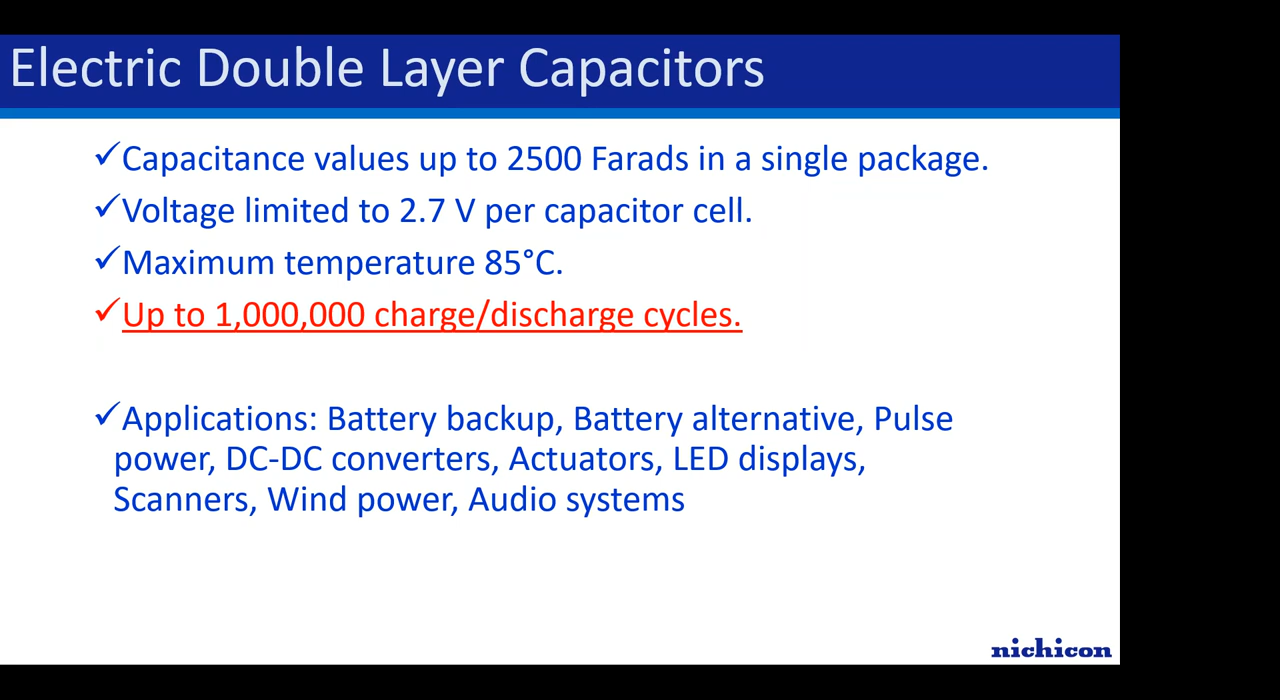 Electric Double Layer Capacitors
✓Capacitance values up to 2500 Farads in a single package.
✓Voltage limited to 2.7 V per capacitor cell.
✓Maximum temperature 85°C.
✓Up to 1,000,000 charge/discharge cycles.
✓Applications: Battery backup, Battery alternative, Pulse
power, DC-DC converters, Actuators, LED displays,
Scanners, Wind power, Audio systems
nichicon